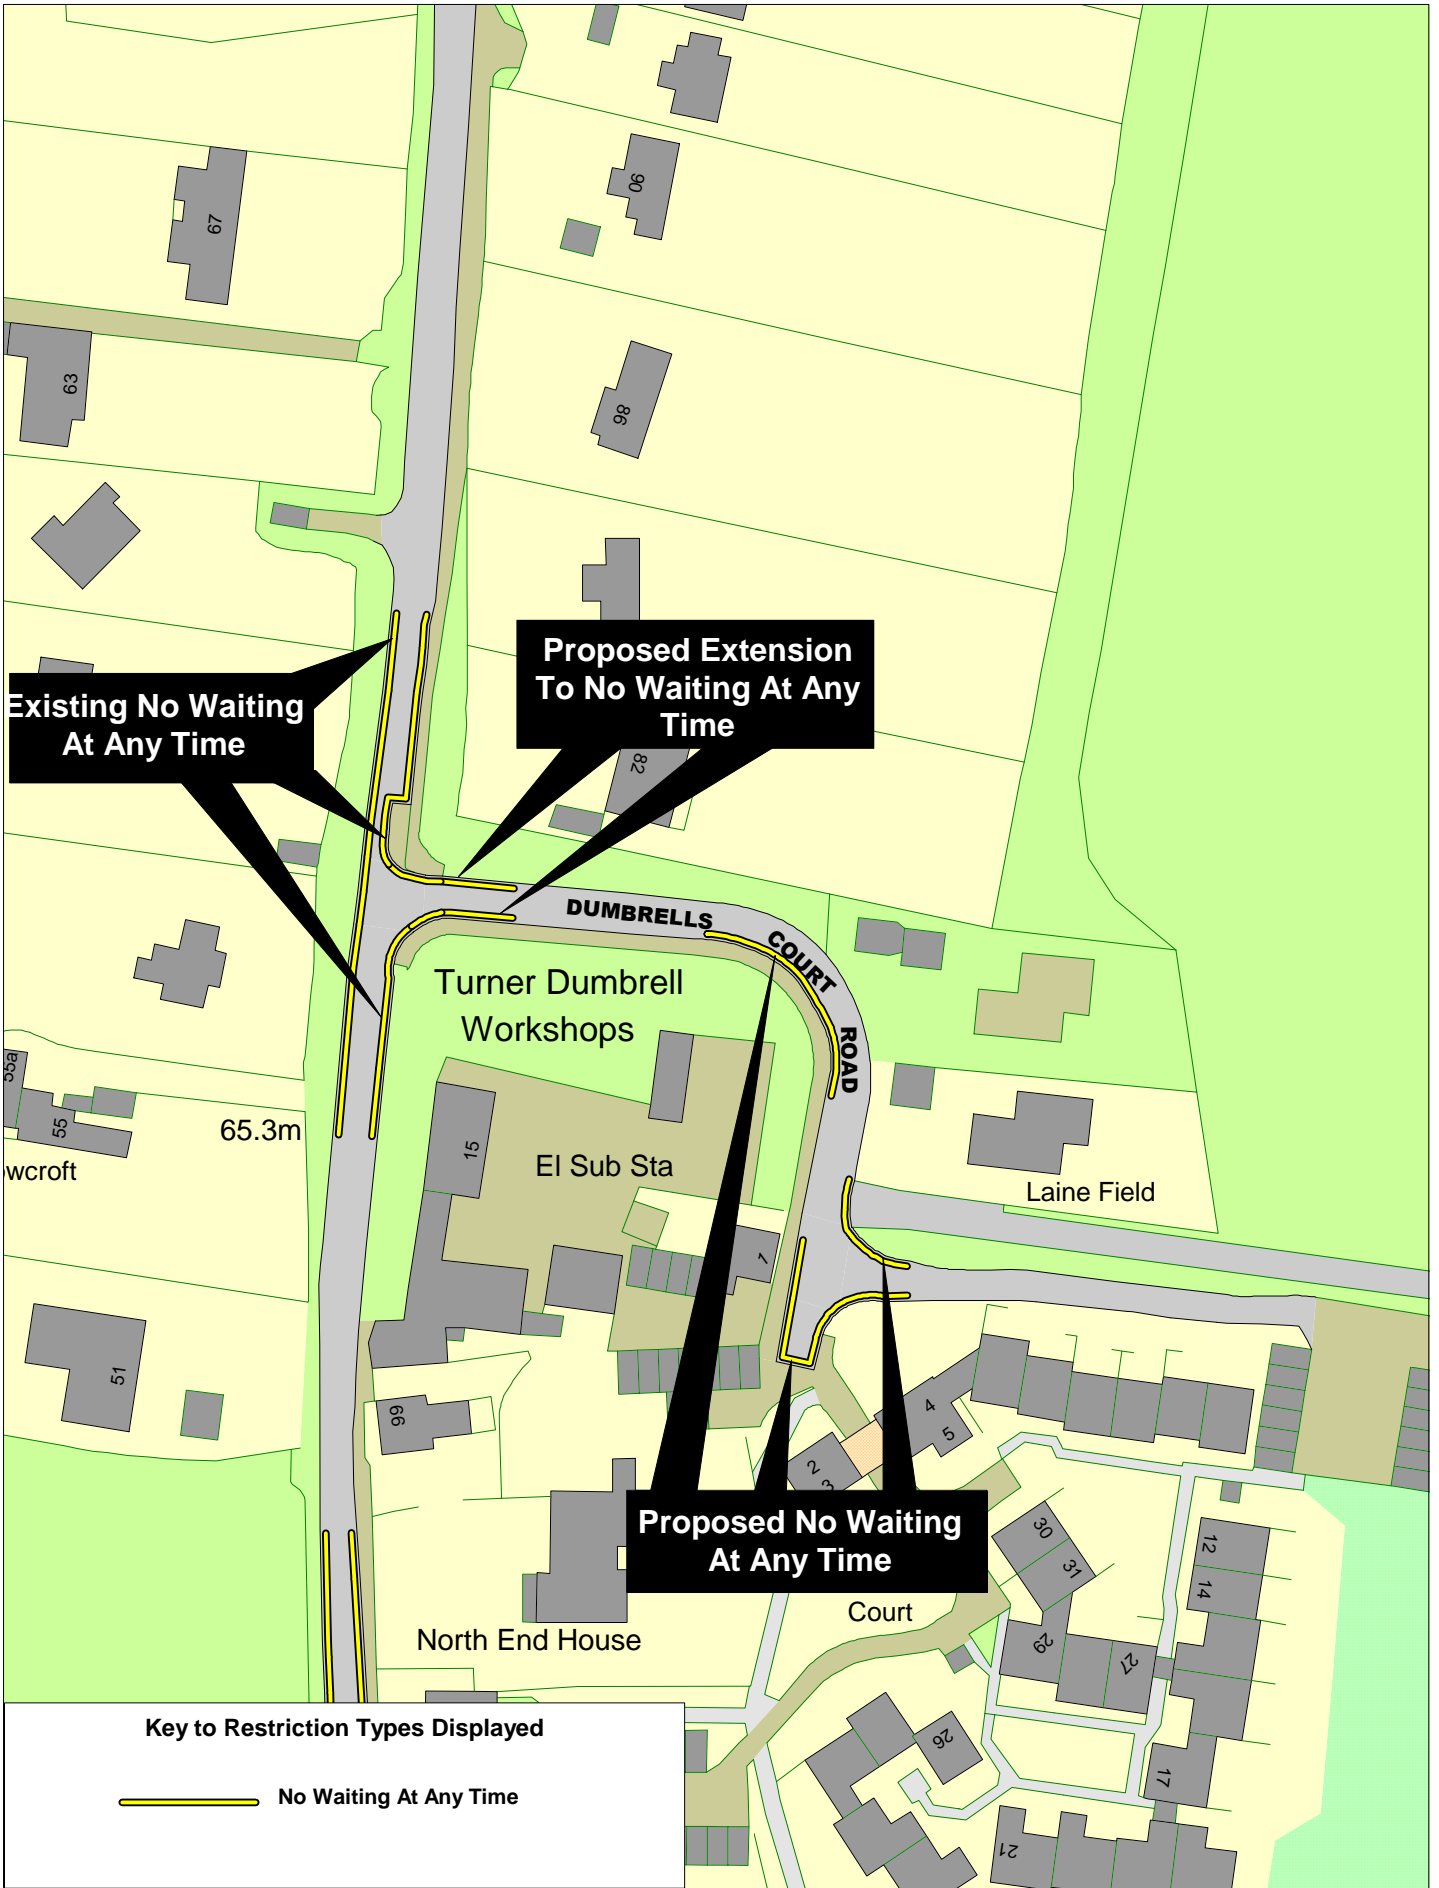 67
90
63
86
Proposed Extension
To No Waiting At Any
Time
Existing No Waiting
At Any Time
82
DUMBRELLS
COURT
ROAD
Turner Dumbrell
Workshops
55a
55
65.3m
15
El Sub Sta
wcroft
Laine Field
1
51
66
4
5
2
3
Proposed No Waiting
At Any Time
30
31
12
14
Court
North End House
29
27
26
17
21
Key to Restriction Types Displayed
No Waiting At Any Time